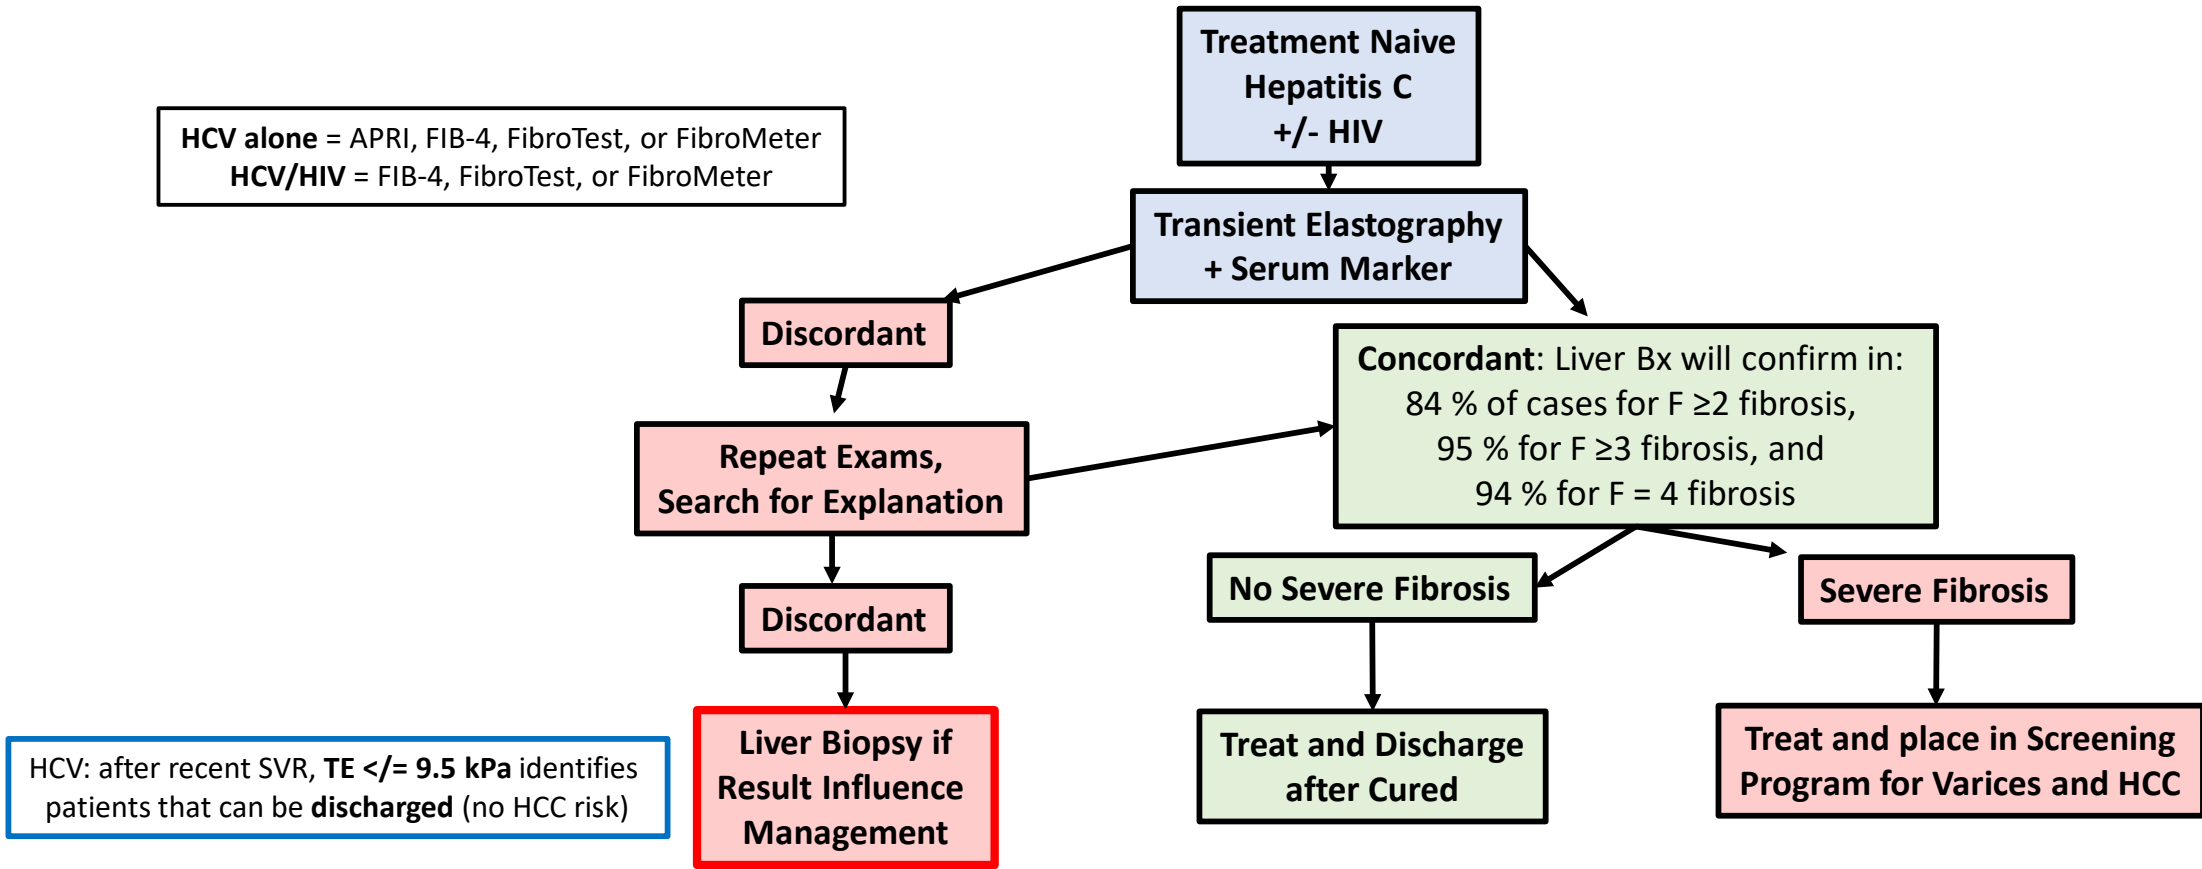 Treatment Naive
Hepatitis C
+/- HIV
HCV alone = APRI, FIB-4, FibroTest, or FibroMeter
HCV/HIV = FIB-4, FibroTest, or FibroMeter
Transient Elastography
+ Serum Marker
Discordant
Concordant: Liver Bx will confirm in:
84 % of cases for F ≥2 fibrosis,
95 % for F ≥3 fibrosis, and
94 % for F = 4 fibrosis
Repeat Exams,
Search for Explanation
No Severe Fibrosis
Severe Fibrosis
Discordant
Liver Biopsy if
Result Influence
Management
Treat and Discharge
after Cured
Treat and place in Screening
Program for Varices and HCC
HCV: after recent SVR, TE </= 9.5 kPa identifies
patients that can be discharged (no HCC risk)